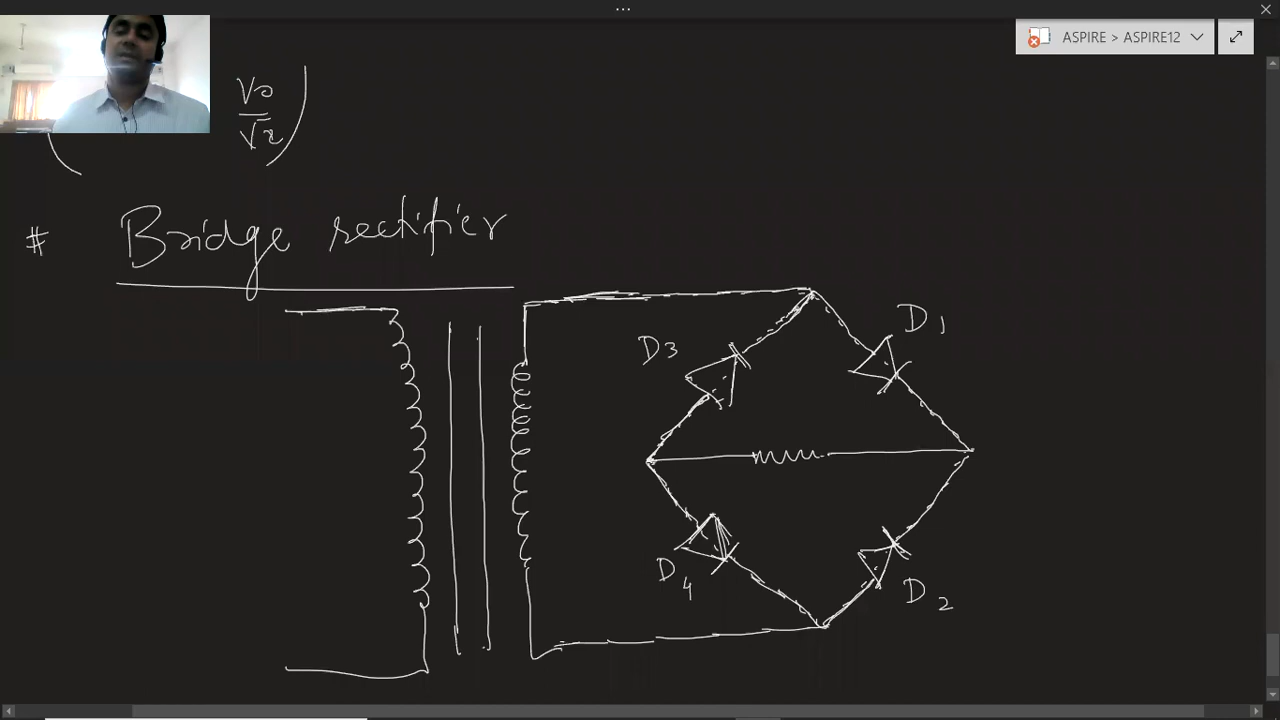 ASPIRE > ASPIRE12
V0
√2
# Bridge rectifier
D1
D3
D4
D2